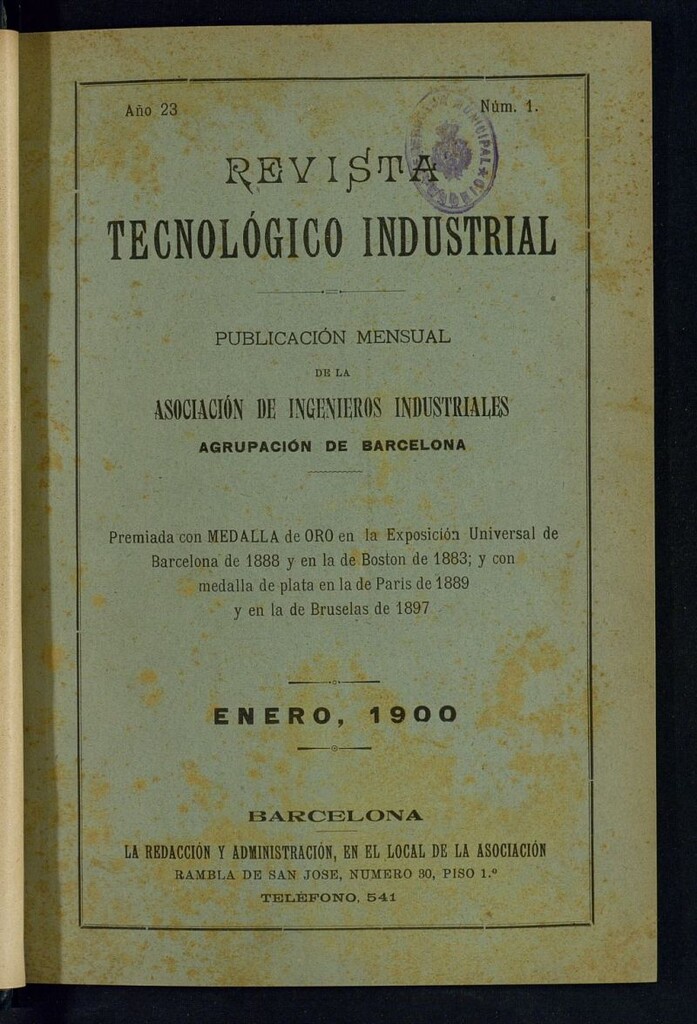 Año 23
Núm. 1.
REVISTA
TECNOLÓGICO INDUSTRIAL
PUBLICACIÓN MENSUAL
DE LA
ASOCIACIÓN DE INGENIEROS INDUSTRIALES
AGRUPACIÓN DE BARCELONA
Premiada con MEDALLA de ORO en la Exposición Universal de
Barcelona de 1888 y en la de Boston de 1883; y con
medalla de plata en la de Paris de 1889
y en la de Bruselas de 1897
ENERO, 1900
BARCELONA
LA REDACCIÓN Y ADMINISTRACIÓN, EN EL LOCAL DE LA ASOCIACIÓN
RAMBLA DE SAN JOSE, NUMERO 30, PISO 1.º
TELÉFONO, 541
MUNICIPAL